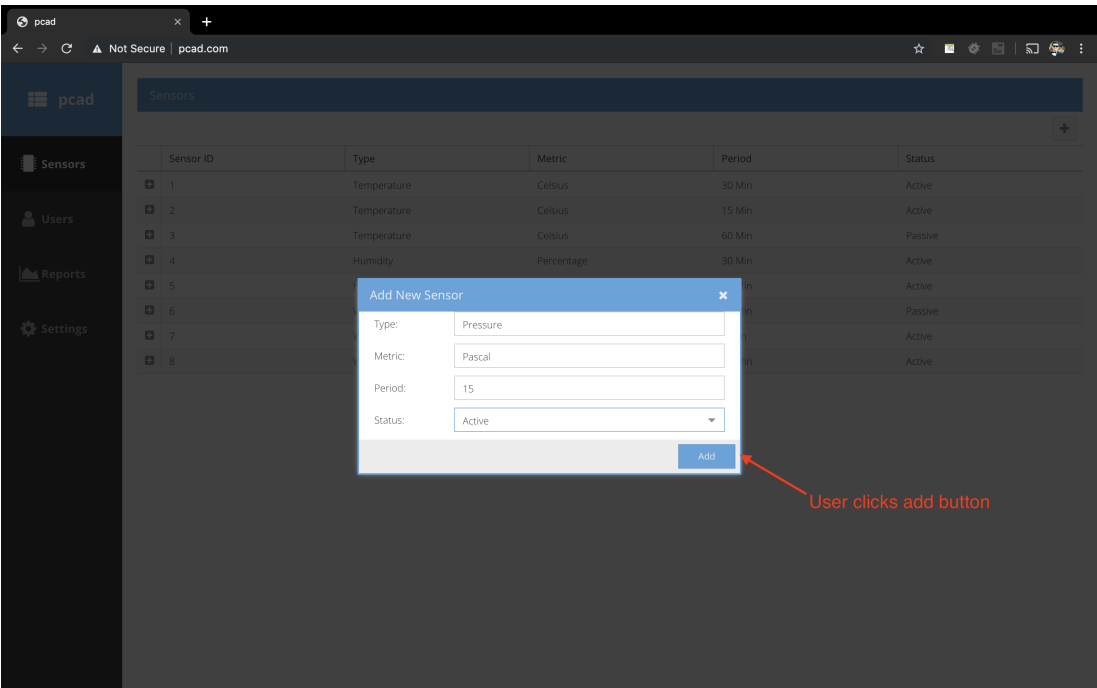 pcad
Not Secure | pcad.com
pcad
Sensors
Sensors
Users
Reports
Settings
Sensor ID Type Metric Period Status
1 Temperature Celsius 30 Min Active
2 Temperature Celsius 15 Min Active
3 Temperature Celsius 60 Min Passive
4 Humidity Percentage 30 Min Active
5 Active
6 Passive
7 Active
8 Active
Add New Sensor
Type: Pressure
Metric: Pascal
Period: 15
Status: Active
Add
User clicks add button